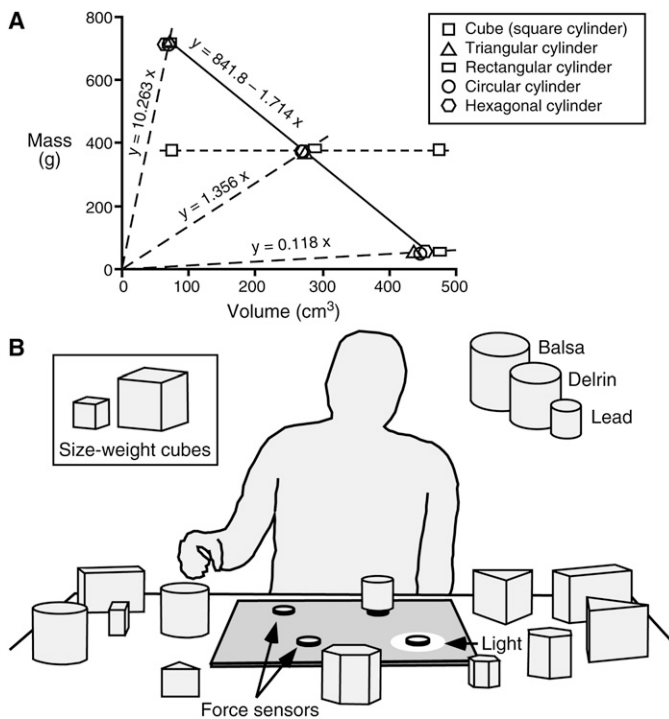 A
Cube (square cylinder)
Triangular cylinder
Rectangular cylinder
Circular cylinder
Hexagonal cylinder
800
600
400
200
0
Mass
(g)
y = 10.263 x
y = 841.8 – 1.714 x
y = 1.356 x
y = 0.118 x
0 100 200 300 400 500
Volume (cm³)
B
Size-weight cubes
Balsa
Delrin
Lead
Light
Force sensors